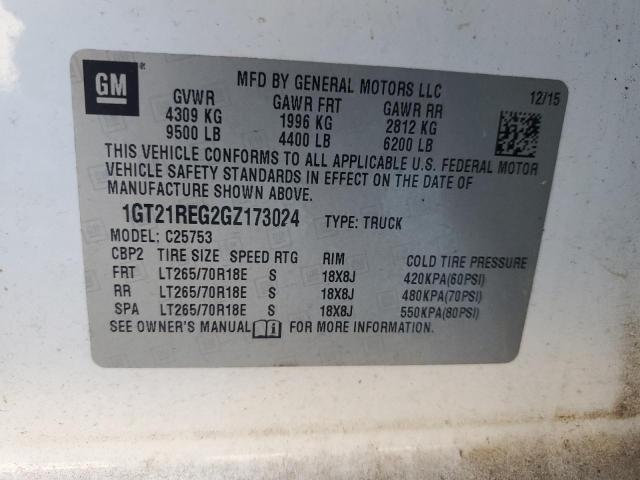 GM
MFD BY GENERAL MOTORS LLC
12/15
GVWR GAWR FRT GAWR RR
4309 KG 1996 KG 2812 KG
9500 LB 4400 LB 6200 LB
THIS VEHICLE CONFORMS TO ALL APPLICABLE U.S. FEDERAL MOTOR
VEHICLE SAFETY STANDARDS IN EFFECT ON THE DATE OF
MANUFACTURE SHOWN ABOVE.
1GT21REG2GZ173024 TYPE: TRUCK
MODEL: C25753
CBP2 TIRE SIZE SPEED RTG RIM COLD TIRE PRESSURE
FRT LT265/70R18E S 18X8J 420KPA(60PSI)
RR LT265/70R18E S 18X8J 480KPA(70PSI)
SPA LT265/70R18E S 18X8J 550KPA(80PSI)
SEE OWNER'S MANUAL FOR MORE INFORMATION.